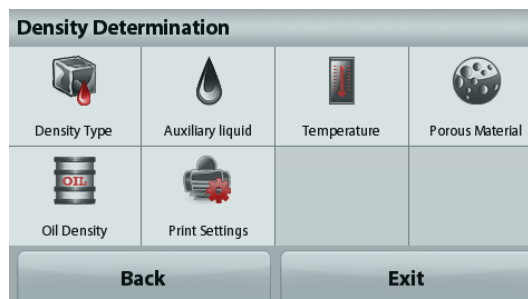 Density Determination
Density Type
Auxiliary liquid
Temperature
Porous Material
OIL
Oil Density
Print Settings
Back
Exit